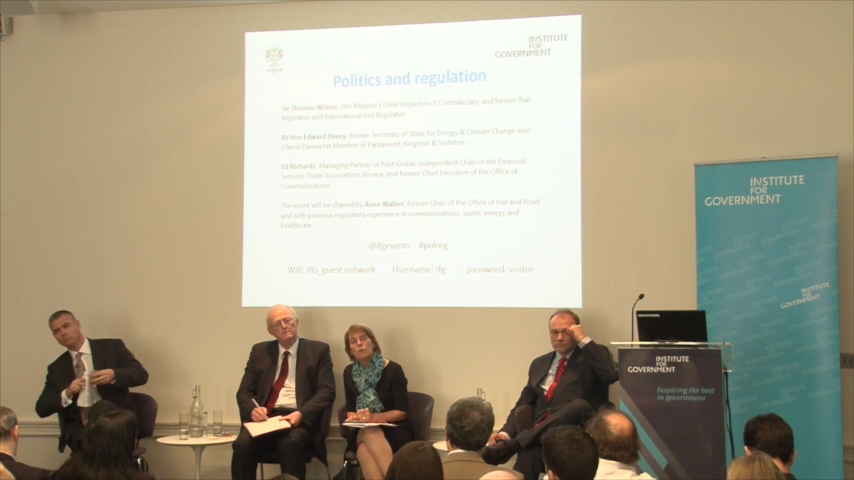 INSTITUTE
FOR
GOVERNMENT
Politics and regulation
Sir Thomas Winsor, Her Majesty's Chief Inspector of Constabulary, and former Rail
Regulator and International Rail Regulator
Rt Hon Edward Davey, former Secretary of State for Energy & Climate Change and
Liberal Democrat Member of Parliament, Kingston & Surbiton
Ed Richards, Managing Partner of Flint Global, Independent Chair of the Financial
Services Trade Associations Review, and former Chief Executive of the Office of
Communications
The event will be chaired by Anna Walker, former Chair of the Office of Rail and Road
and with previous regulatory experience in communications, water, energy and
healthcare.
@ifgevents #polreg
Wifi: IfG_guest network Username: ifg password: visitor
INSTITUTE
FOR
GOVERNMENT
INSTITUTE
FOR
GOVERNMENT
INSTITUTE
FOR
GOVERNMENT
Inspiring the best
in government